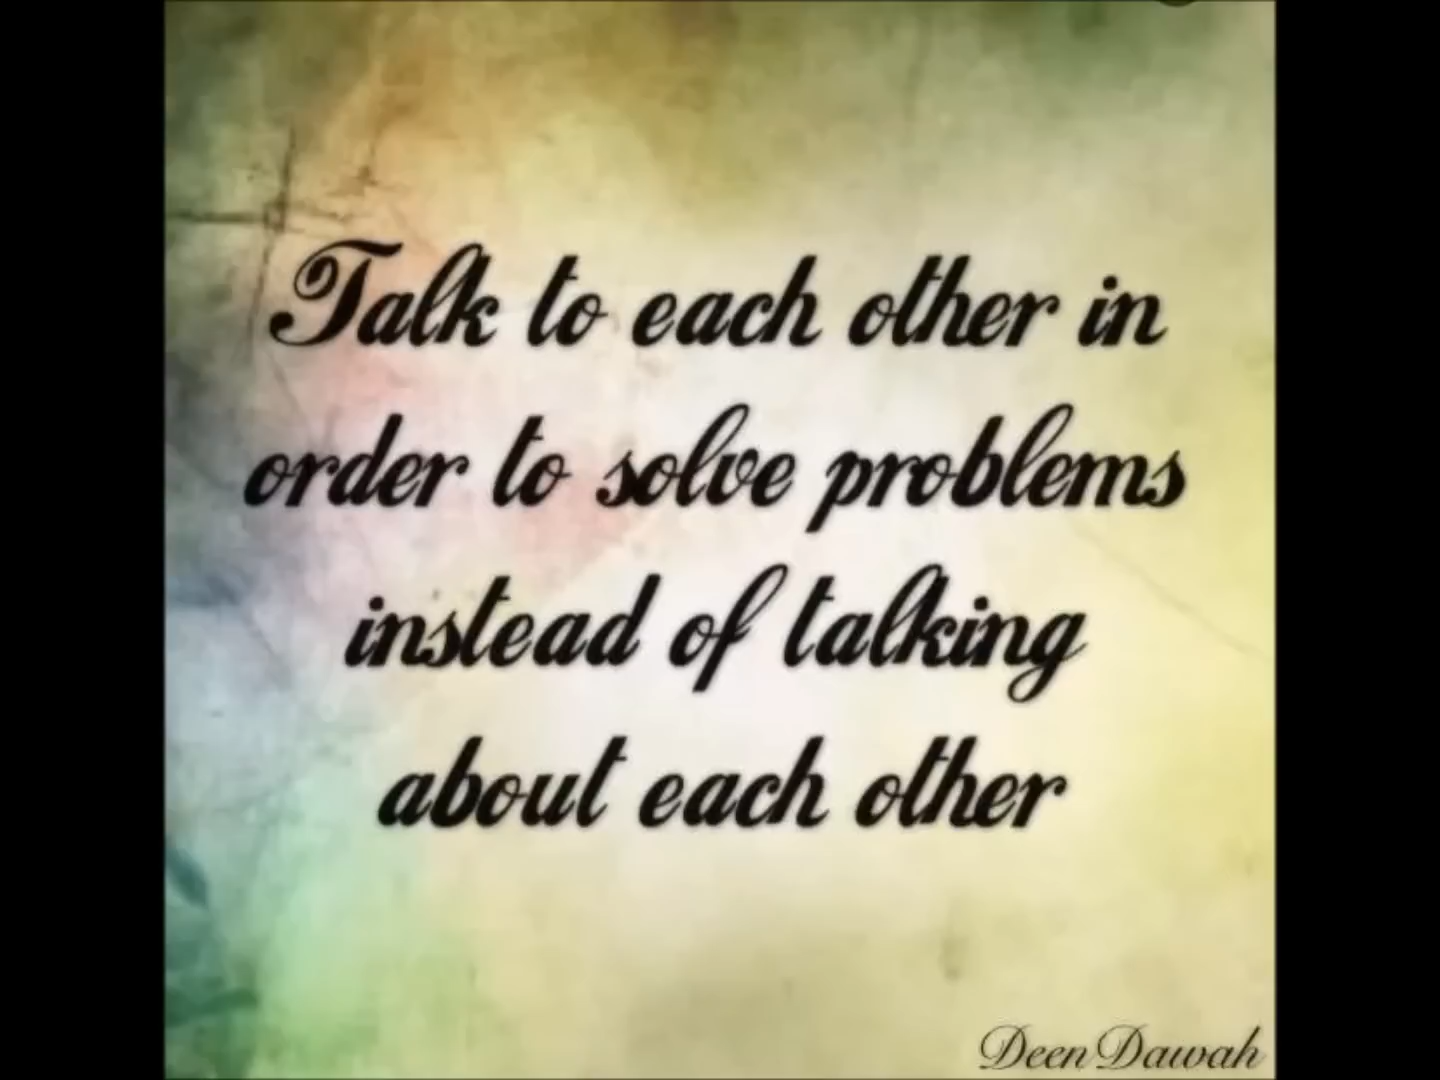 Talk to each other in
order to solve problems
instead of talking
about each other
DeenDawah